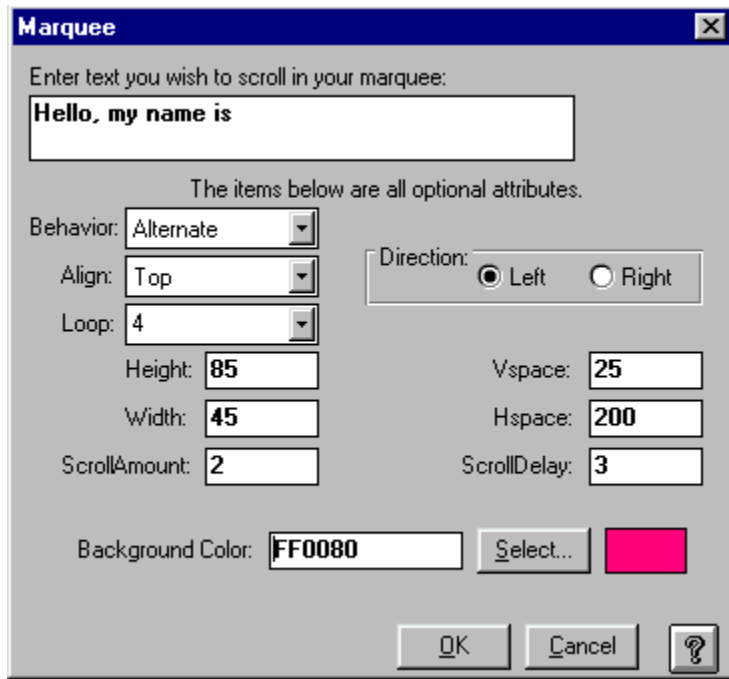 Marquee
Enter text you wish to scroll in your marquee:
Hello, my name is
The items below are all optional attributes.
Behavior: Alternate
Direction: Left Right
Align: Top
Loop: 4
Height: 85 Vspace: 25
Width: 45 Hspace: 200
ScrollAmount: 2 ScrollDelay: 3
Background Color: FF0080 Select...
OK Cancel ?